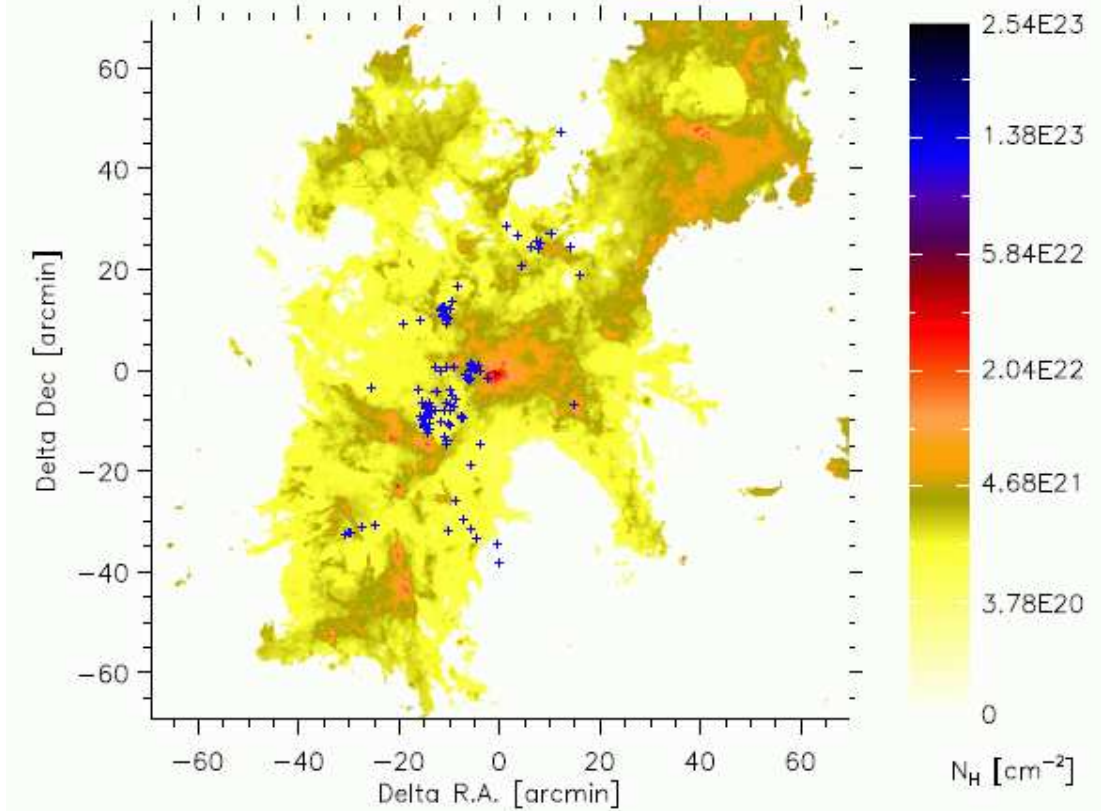 60
40
20
0
−20
−40
−60
Delta Dec [arcmin]
−60 −40 −20 0 20 40 60
Delta R.A. [arcmin]
2.54E23
1.38E23
5.84E22
2.04E22
4.68E21
3.78E20
0
N_H [cm⁻²]